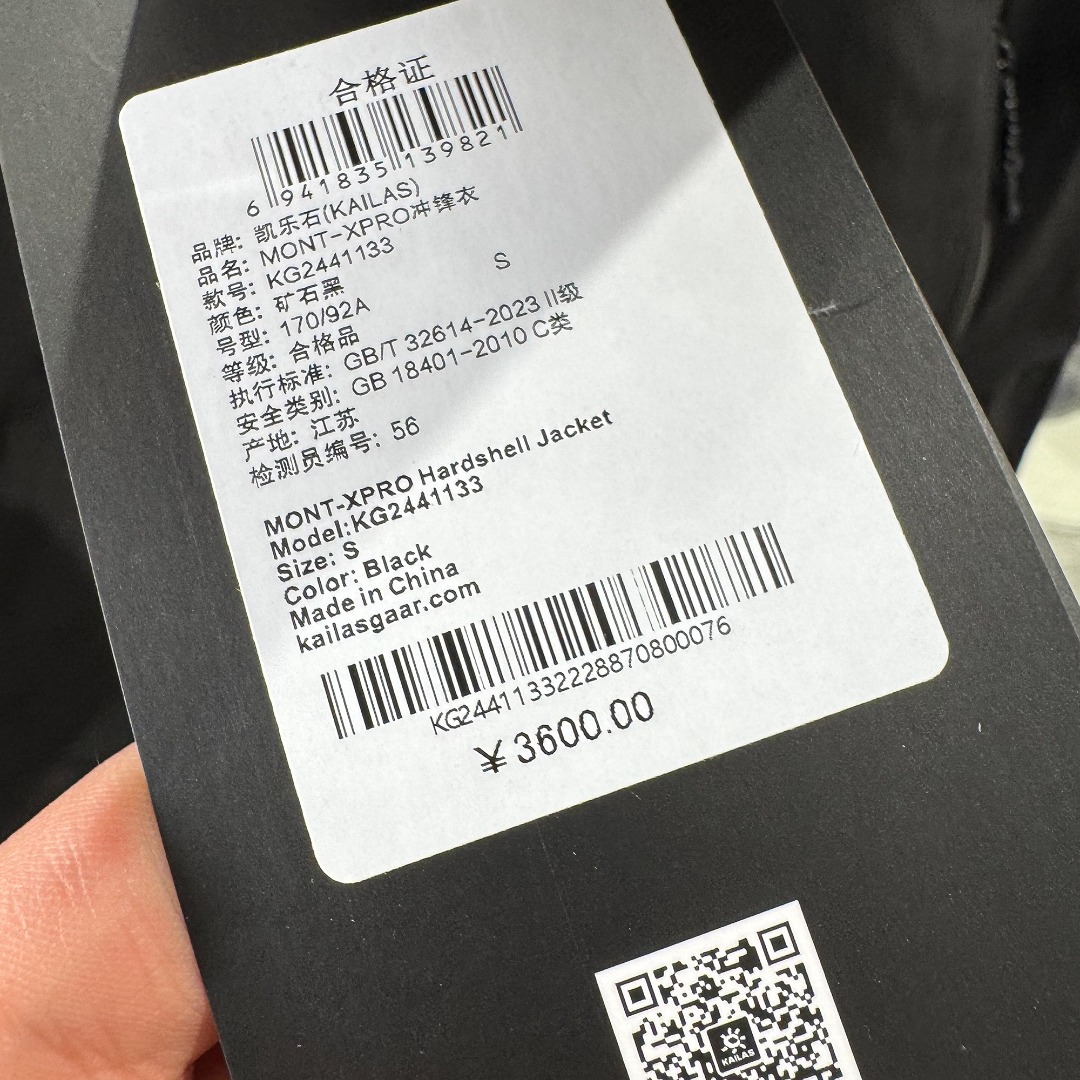 合格证
6 941835 139821
品牌: 凯乐石(KAILAS)
品名: MONT-XPRO冲锋衣
款号: KG2441133
颜色: 矿石黑
号型: 170/92A S
等级: 合格品
执行标准: GB/T 32614-2023 II级
安全类别: GB 18401-2010 C类
产地: 江苏
检测员编号: 56
MONT-XPRO Hardshell Jacket
Model:KG2441133
Size: S
Color: Black
Made in China
kailasgaar.com
KG24411332228870800076
¥3600.00
KAILAS